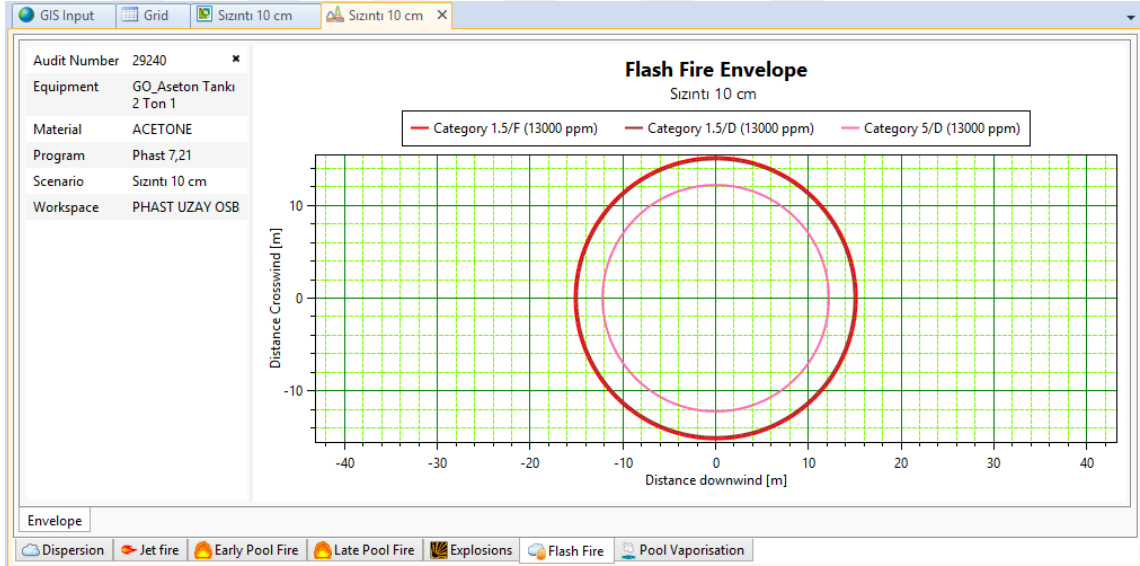 GIS Input
Grid
Sızıntı 10 cm
Sızıntı 10 cm
Audit Number 29240
Equipment GO_Aseton Tankı
2 Ton 1
Material ACETONE
Program Phast 7,21
Scenario Sızıntı 10 cm
Workspace PHAST UZAY OSB
Flash Fire Envelope
Sızıntı 10 cm
Category 1.5/F (13000 ppm) Category 1.5/D (13000 ppm) Category 5/D (13000 ppm)
Distance Crosswind [m]
10
0
-10
-40 -30 -20 -10 0 10 20 30 40
Distance downwind [m]
Envelope
Dispersion Jet fire Early Pool Fire Late Pool Fire Explosions Flash Fire Pool Vaporisation